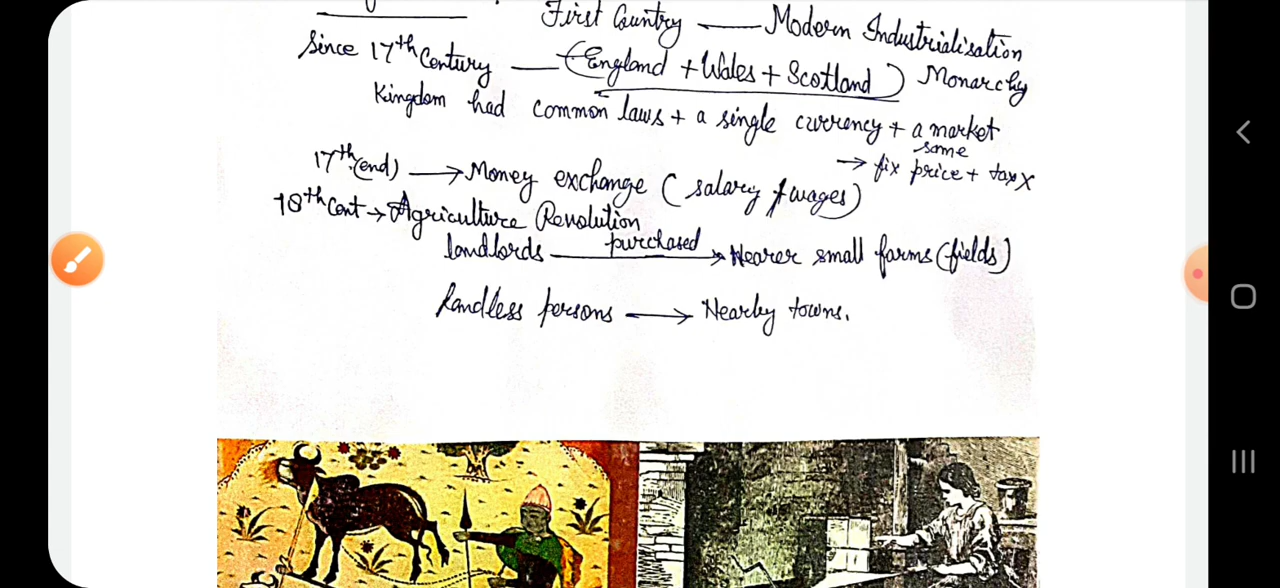 First Country — Modern Industrialisation
Since 17th Century — (England + Wales + Scotland) Monarchy
Kingdom had common laws + a single currency + a market
17th (end) → Money exchange (salary / wages)
→ fix some price + tax x
18th Cent → Agriculture Revolution
landlords purchased → Nearer small farms (fields)
Landless persons → Nearby towns.